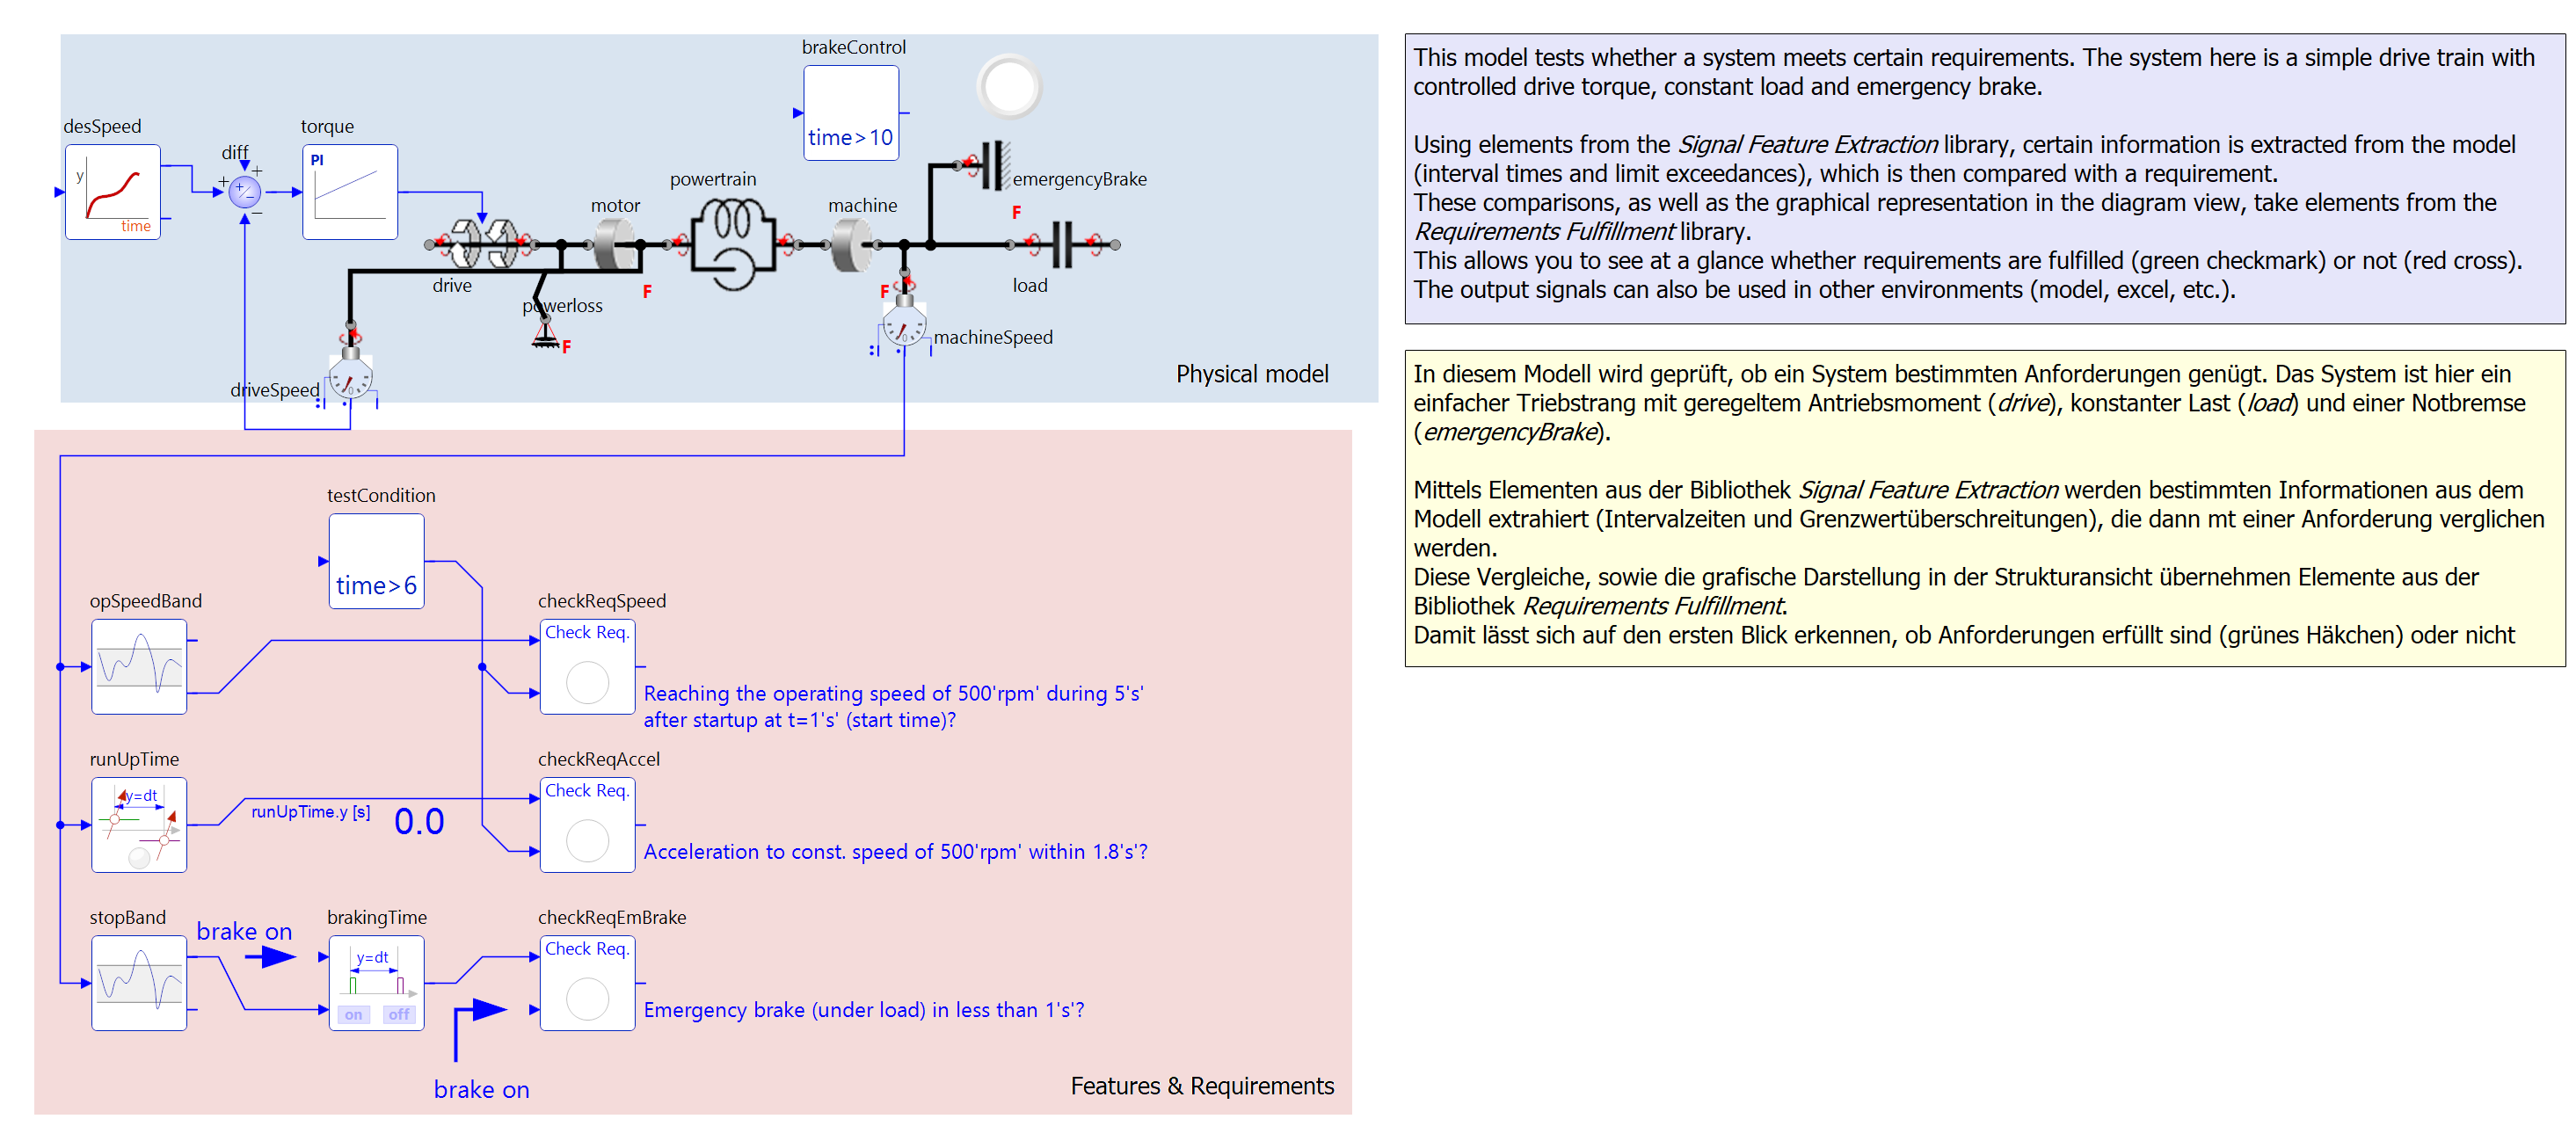 brakeControl
time>10
desSpeed
y
time
diff
+
+
+
−
+
−
torque
PI
powertrain
motor
machine
emergencyBrake
F
drive
powerloss
F
F
load
F
0
machineSpeed
driveSpeed
0
Physical model
testCondition
time>6
opSpeedBand
checkReqSpeed
Check Req.
Reaching the operating speed of 500'rpm' during 5's'
after startup at t=1's' (start time)?
runUpTime
y=dt
runUpTime.y [s]
0.0
checkReqAccel
Check Req.
Acceleration to const. speed of 500'rpm' within 1.8's'?
stopBand
brake on
brakingTime
y=dt
on
off
checkReqEmBrake
Check Req.
Emergency brake (under load) in less than 1's'?
brake on
Features & Requirements
This model tests whether a system meets certain requirements. The system here is a simple drive train with
controlled drive torque, constant load and emergency brake.
Using elements from the Signal Feature Extraction library, certain information is extracted from the model
(interval times and limit exceedances), which is then compared with a requirement.
These comparisons, as well as the graphical representation in the diagram view, take elements from the
Requirements Fulfillment library.
This allows you to see at a glance whether requirements are fulfilled (green checkmark) or not (red cross).
The output signals can also be used in other environments (model, excel, etc.).
In diesem Modell wird geprüft, ob ein System bestimmten Anforderungen genügt. Das System ist hier ein
einfacher Triebstrang mit geregeltem Antriebsmoment (drive), konstanter Last (load) und einer Notbremse
(emergencyBrake).
Mittels Elementen aus der Bibliothek Signal Feature Extraction werden bestimmten Informationen aus dem
Modell extrahiert (Intervalzeiten und Grenzwertüberschreitungen), die dann mt einer Anforderung verglichen
werden.
Diese Vergleiche, sowie die grafische Darstellung in der Strukturansicht übernehmen Elemente aus der
Bibliothek Requirements Fulfillment.
Damit lässt sich auf den ersten Blick erkennen, ob Anforderungen erfüllt sind (grünes Häkchen) oder nicht